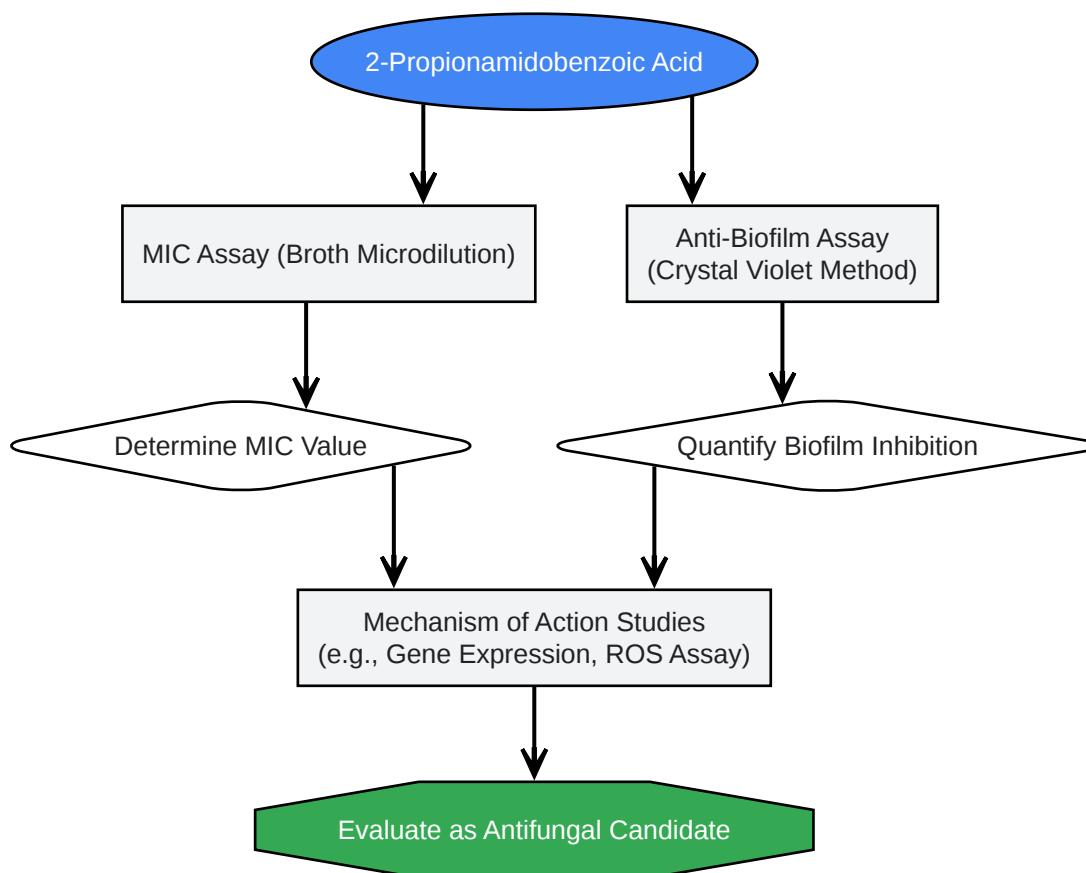 2-Propionamidobenzoic Acid
MIC Assay (Broth Microdilution)
Anti-Biofilm Assay
(Crystal Violet Method)
Determine MIC Value
Quantify Biofilm Inhibition
Mechanism of Action Studies
(e.g., Gene Expression, ROS Assay)
Evaluate as Antifungal Candidate